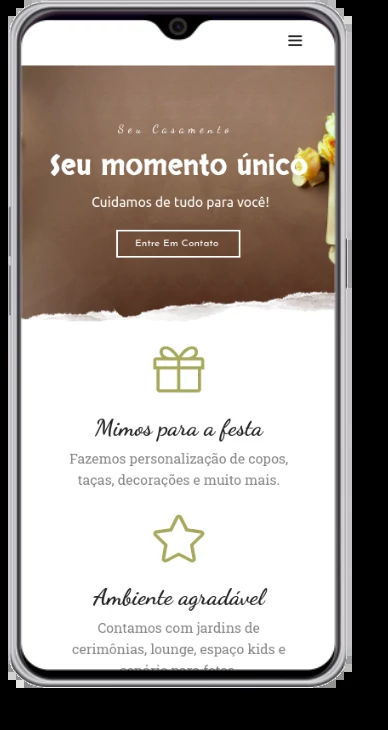 Seu Casamento
Seu momento único
Cuidamos de tudo para você!
Entre Em Contato
Mimos para a festa
Fazemos personalização de copos,
taças, decorações e muito mais.
Ambiente agradável
Contamos com jardins de
cerimônias, lounge, espaço kids e